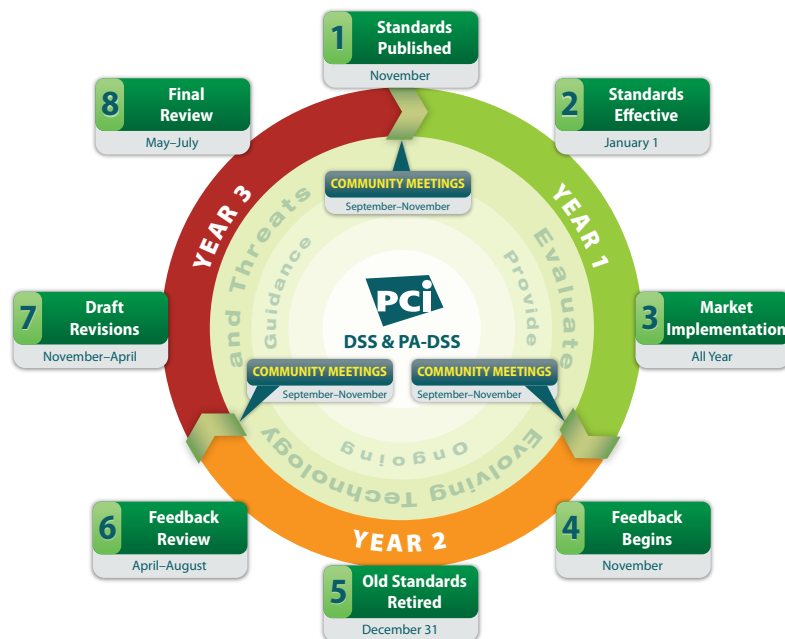 1
Standards
Published
November
2
Standards
Effective
January 1
3
Market
Implementation
All Year
4
Feedback
Begins
November
5
Old Standards
Retired
December 31
6
Feedback
Review
April–August
7
Draft
Revisions
November–April
8
Final
Review
May–July
YEAR 1
YEAR 2
YEAR 3
COMMUNITY MEETINGS
September–November
COMMUNITY MEETINGS
September–November
COMMUNITY MEETINGS
September–November
Evaluate
Evolving Technology
and Threats
Provide
Ongoing
Guidance
PCi
DSS & PA-DSS